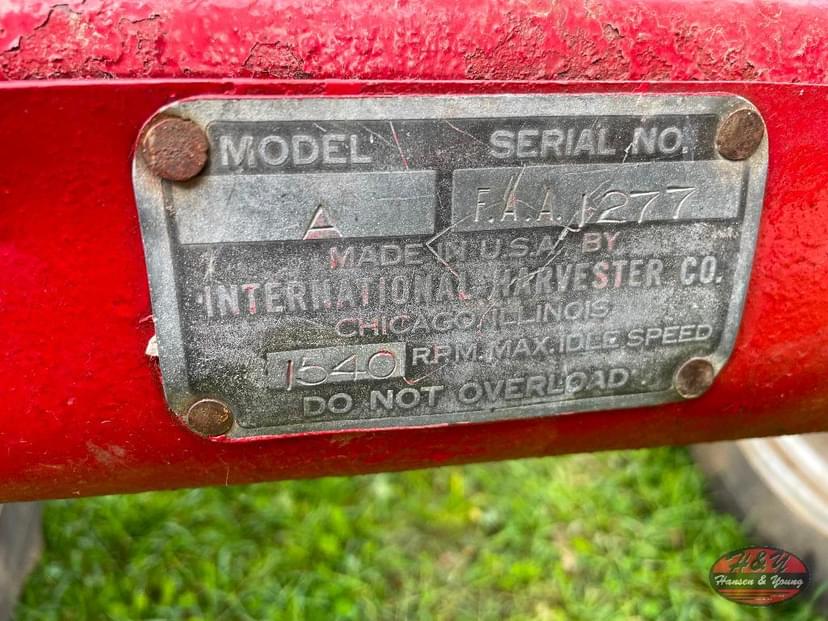 MODEL SERIAL NO.
A F.A.A. 1277
MADE IN U.S.A. BY
INTERNATIONAL HARVESTER CO.
CHICAGO, ILLINOIS
1540 RPM. MAX. IDLE SPEED
DO NOT OVERLOAD
H&Y
Hansen & Young